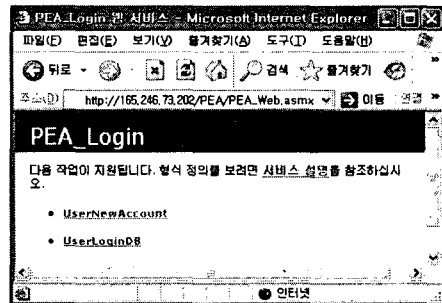 PEA_Login 웹 서비스 - Microsoft Internet Explorer
파일(F) 편집(E) 보기(V) 즐겨찾기(A) 도구(T) 도움말(H)
뒤로 검색 즐겨찾기
주소(D) http://165.246.73.202/PEA/PEA_Web.asmx 이동 연결 »
PEA_Login
다음 작업이 지원됩니다. 형식 정의를 보려면 서비스 설명을 참조하십시
오.
• UserNewAccount
• UserLoginDB
인터넷